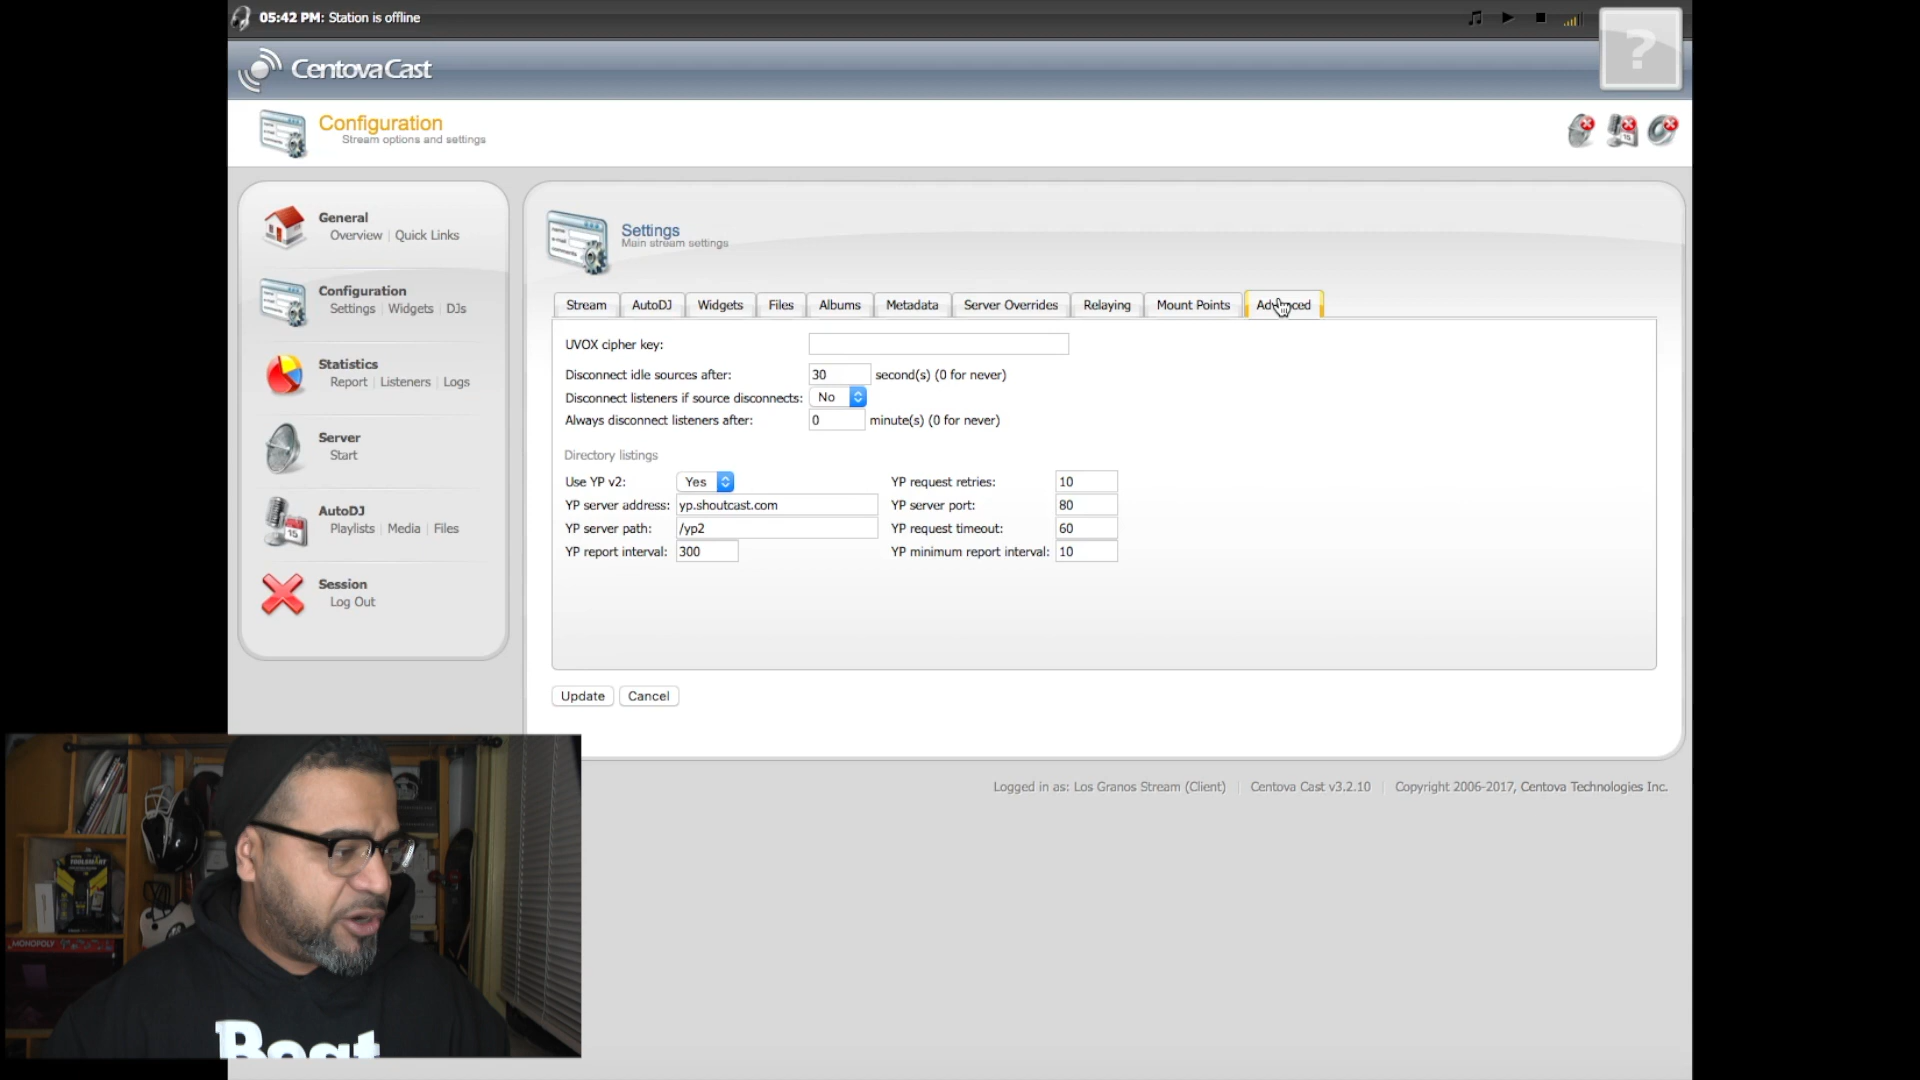 05:42 PM: Station is offline
CentovaCast
?
Configuration
Stream options and settings
General
Overview | Quick Links
Configuration
Settings | Widgets | DJs
Statistics
Report | Listeners | Logs
Server
Start
AutoDJ
Playlists | Media | Files
15
Session
Log Out
Settings
Main stream settings
Stream AutoDJ Widgets Files Albums Metadata Server Overrides Relaying Mount Points Advanced
UVOX cipher key:
Disconnect idle sources after: 30 second(s) (0 for never)
Disconnect listeners if source disconnects: No
Always disconnect listeners after: 0 minute(s) (0 for never)
Directory listings
Use YP v2: Yes YP request retries: 10
YP server address: yp.shoutcast.com YP server port: 80
YP server path: /yp2 YP request timeout: 60
YP report interval: 300 YP minimum report interval: 10
Update Cancel
Logged in as: Los Granos Stream (Client) | Centova Cast v3.2.10 | Copyright 2006-2017, Centova Technologies Inc.
MONOPOLY
Beat